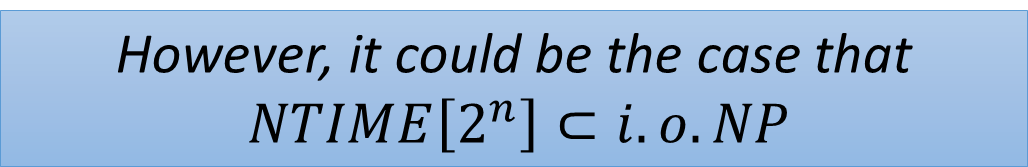 However, it could be the case that
𝑁𝑇𝐼𝑀𝐸[2ⁿ] ⊂ 𝑖.𝑜.𝑁𝑃